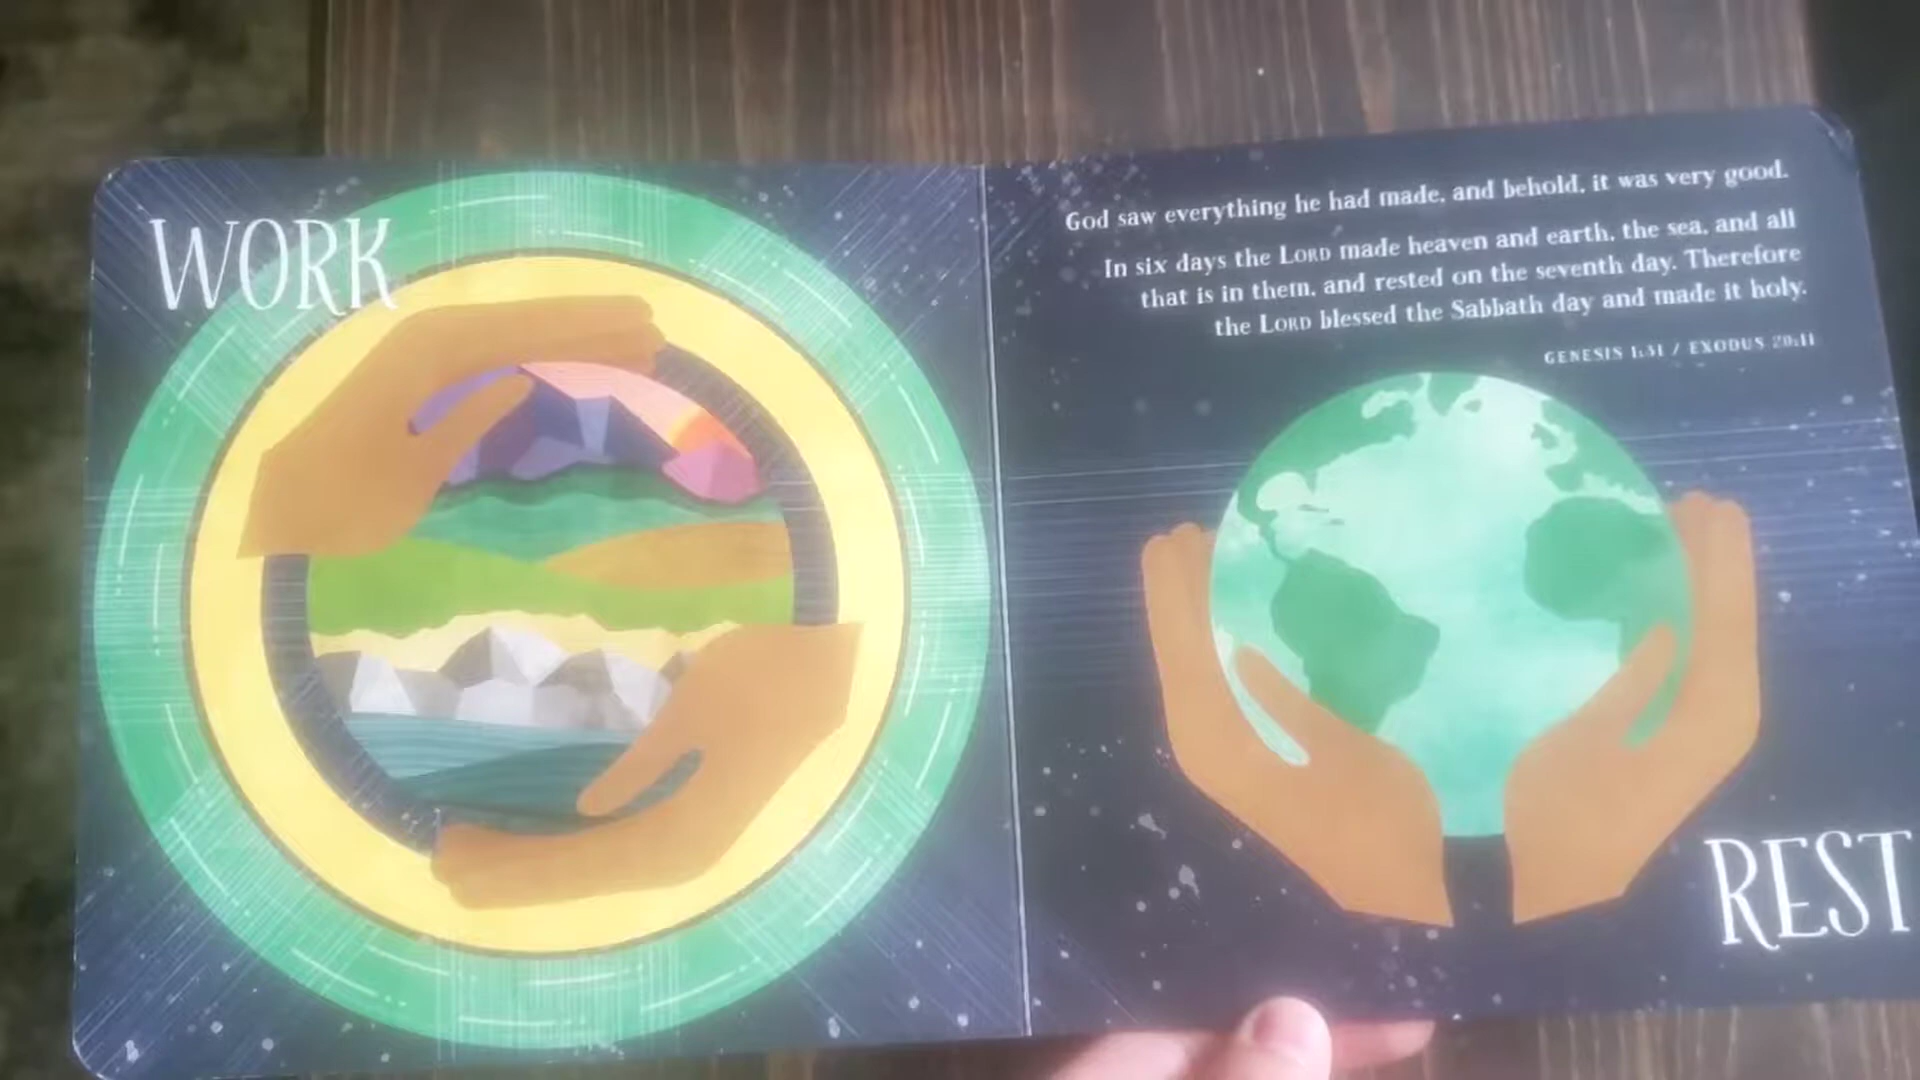 WORK
God saw everything he had made, and behold, it was very good.
In six days the LORD made heaven and earth, the sea, and all
that is in them, and rested on the seventh day. Therefore
the LORD blessed the Sabbath day and made it holy.
GENESIS 1:31 / EXODUS 20:11
REST